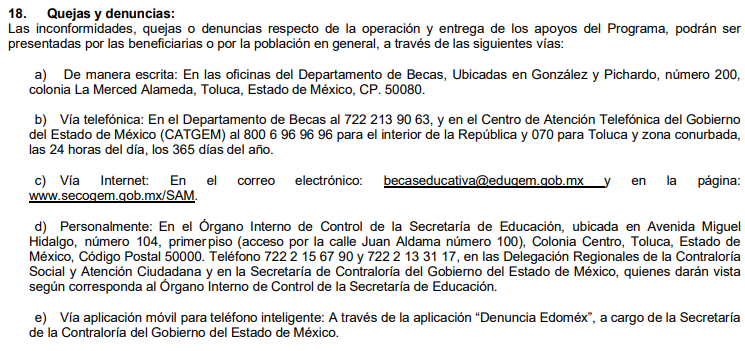 18. Quejas y denuncias:
Las inconformidades, quejas o denuncias respecto de la operación y entrega de los apoyos del Programa, podrán ser
presentadas por las beneficiarias o por la población en general, a través de las siguientes vías:
a) De manera escrita: En las oficinas del Departamento de Becas, Ubicadas en González y Pichardo, número 200,
colonia La Merced Alameda, Toluca, Estado de México, CP. 50080.
b) Vía telefónica: En el Departamento de Becas al 722 213 90 63, y en el Centro de Atención Telefónica del Gobierno
del Estado de México (CATGEM) al 800 6 96 96 96 para el interior de la República y 070 para Toluca y zona conurbada,
las 24 horas del día, los 365 días del año.
c) Vía Internet: En el correo electrónico: becaseducativa@edugem.gob.mx y en la página:
www.secogem.gob.mx/SAM.
d) Personalmente: En el Órgano Interno de Control de la Secretaría de Educación, ubicada en Avenida Miguel
Hidalgo, número 104, primer piso (acceso por la calle Juan Aldama número 100), Colonia Centro, Toluca, Estado de
México, Código Postal 50000. Teléfono 722 2 15 67 90 y 722 2 13 31 17, en las Delegación Regionales de la Contraloría
Social y Atención Ciudadana y en la Secretaría de Contraloría del Gobierno del Estado de México, quienes darán vista
según corresponda al Órgano Interno de Control de la Secretaría de Educación.
e) Vía aplicación móvil para teléfono inteligente: A través de la aplicación “Denuncia Edoméx”, a cargo de la Secretaría
de la Contraloría del Gobierno del Estado de México.